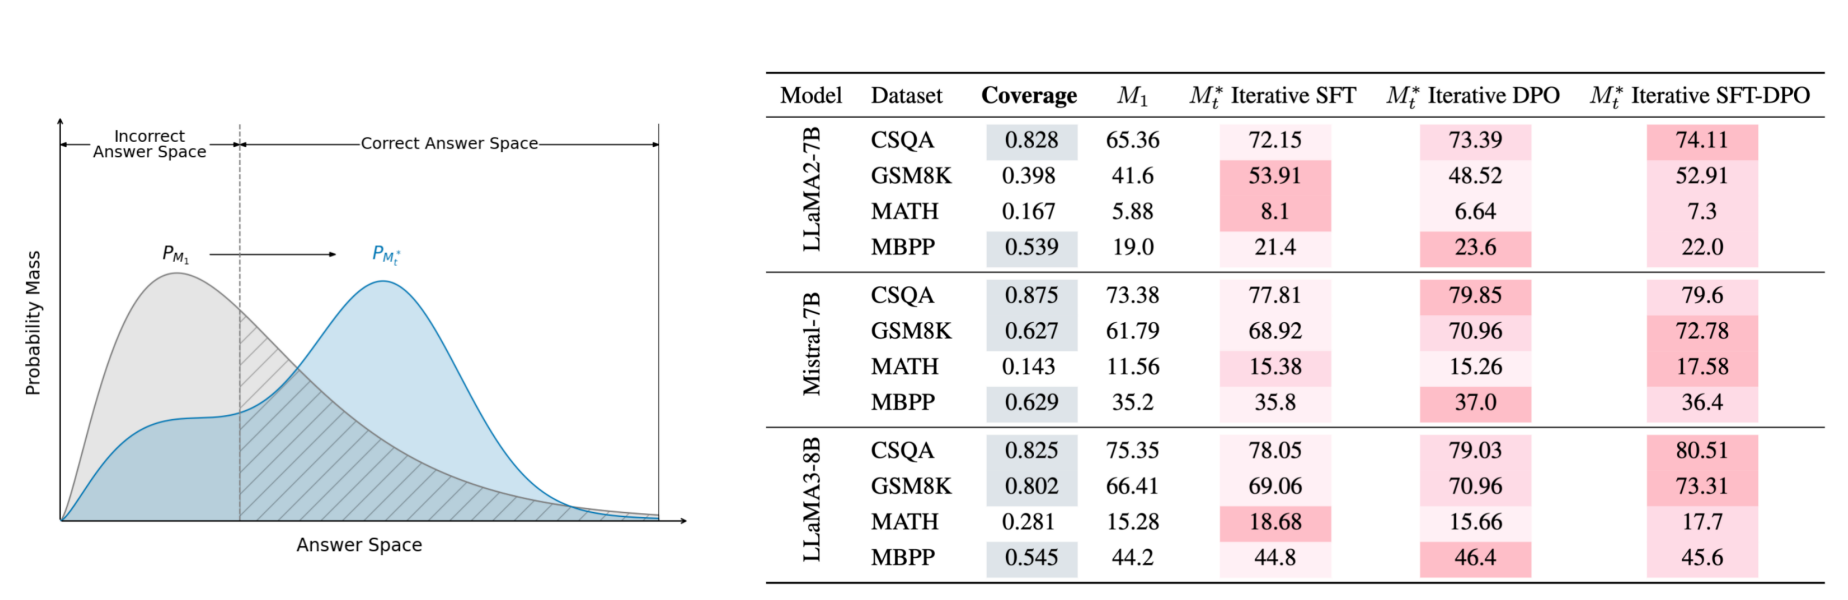 Incorrect
Answer Space
Correct Answer Space
P_{M_1}
P_{M_t^*}
Probability Mass
Answer Space
Model Dataset Coverage M_1 M_t^* Iterative SFT M_t^* Iterative DPO M_t^* Iterative SFT-DPO
LLaMA2-7B
CSQA 0.828 65.36 72.15 73.39 74.11
GSM8K 0.398 41.6 53.91 48.52 52.91
MATH 0.167 5.88 8.1 6.64 7.3
MBPP 0.539 19.0 21.4 23.6 22.0
Mistral-7B
CSQA 0.875 73.38 77.81 79.85 79.6
GSM8K 0.627 61.79 68.92 70.96 72.78
MATH 0.143 11.56 15.38 15.26 17.58
MBPP 0.629 35.2 35.8 37.0 36.4
LLaMA3-8B
CSQA 0.825 75.35 78.05 79.03 80.51
GSM8K 0.802 66.41 69.06 70.96 73.31
MATH 0.281 15.28 18.68 15.66 17.7
MBPP 0.545 44.2 44.8 46.4 45.6